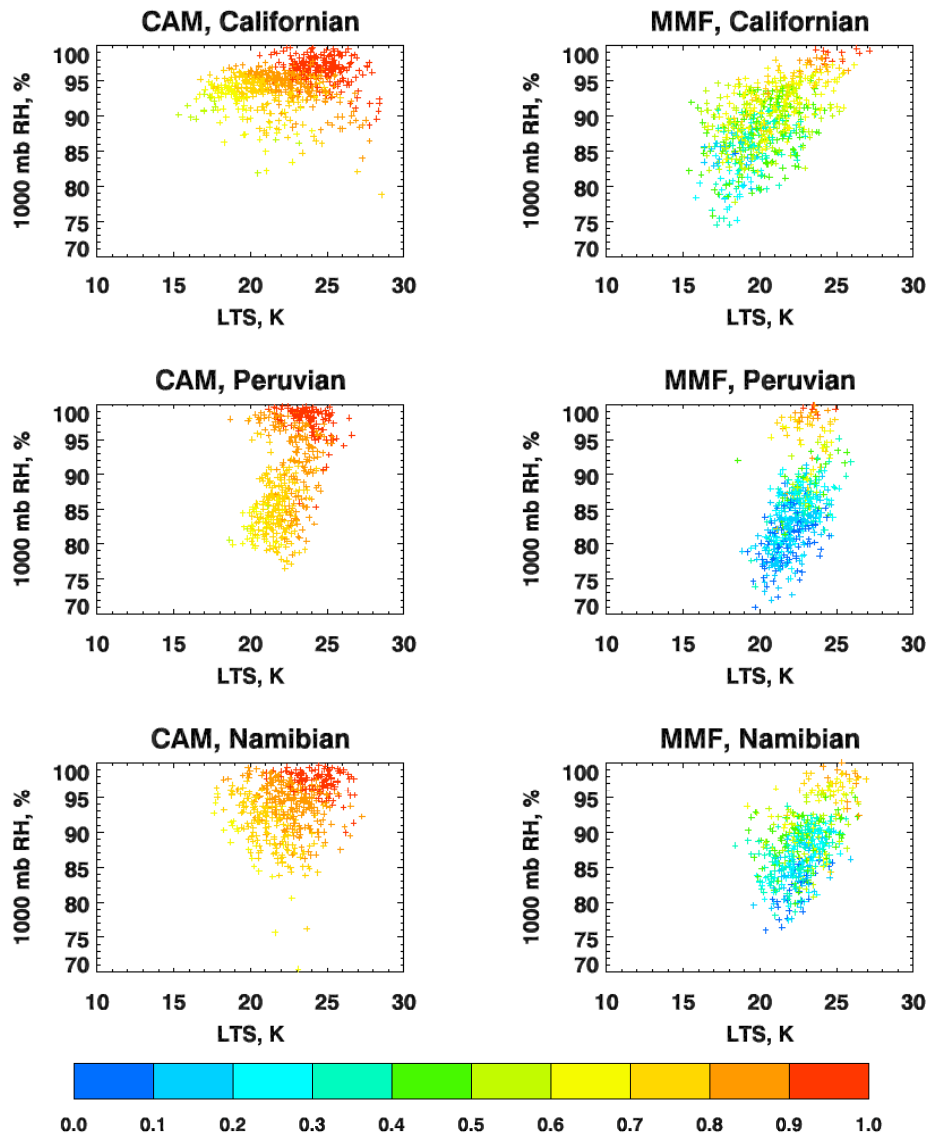 CAM, Californian
100
95
90
85
80
75
70
1000 mb RH, %
10 15 20 25 30
LTS, K
MMF, Californian
100
95
90
85
80
75
70
1000 mb RH, %
10 15 20 25 30
LTS, K
CAM, Peruvian
100
95
90
85
80
75
70
1000 mb RH, %
10 15 20 25 30
LTS, K
MMF, Peruvian
100
95
90
85
80
75
70
1000 mb RH, %
10 15 20 25 30
LTS, K
CAM, Namibian
100
95
90
85
80
75
70
1000 mb RH, %
10 15 20 25 30
LTS, K
MMF, Namibian
100
95
90
85
80
75
70
1000 mb RH, %
10 15 20 25 30
LTS, K
0.0 0.1 0.2 0.3 0.4 0.5 0.6 0.7 0.8 0.9 1.0